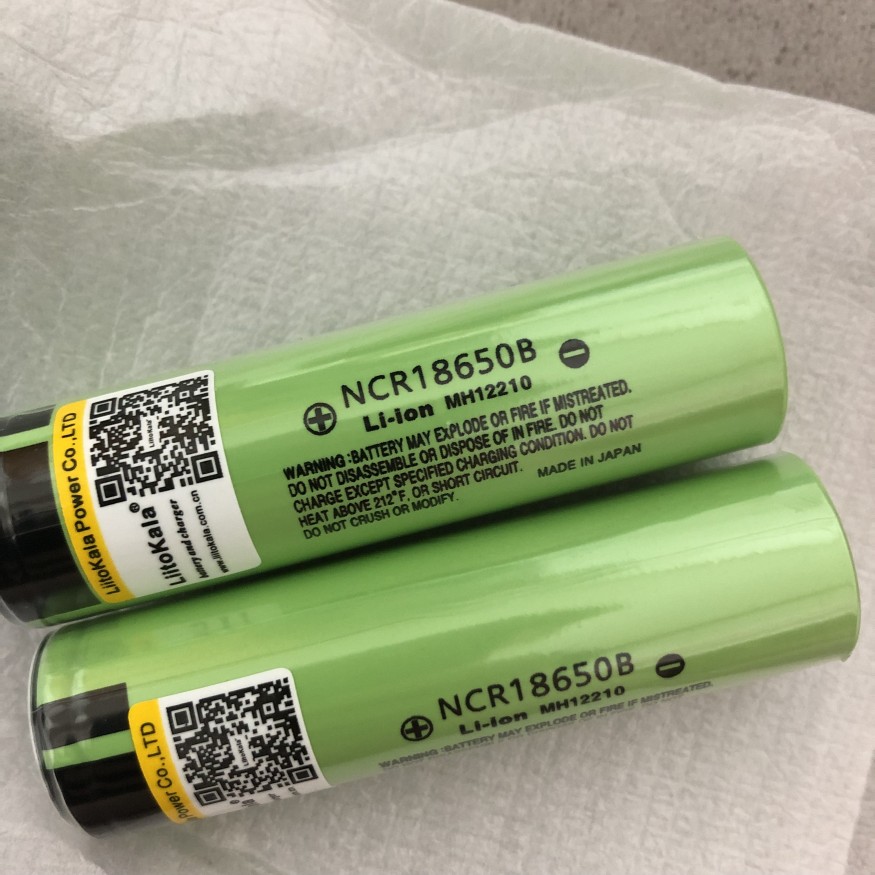 NCR18650B
Li-ion MH12210
WARNING :BATTERY MAY EXPLODE OR FIRE IF MISTREATED.
DO NOT DISASSEMBLE OR DISPOSE OF IN FIRE. DO NOT
CHARGE EXCEPT SPECIFIED CHARGING CONDITION. DO NOT
HEAT ABOVE 212°F. OR SHORT CIRCUIT.
DO NOT CRUSH OR MODIFY.
MADE IN JAPAN
LiitoKala Power Co.,LTD
LiitoKala
LiitoKala®
battery and charger
www.liitokala.com.cn
NCR18650B
Li-ion MH12210
WARNING :BATTERY MAY EXPLODE OR FIRE IF MISTREATED.
Power Co.,LTD
LiitoKala